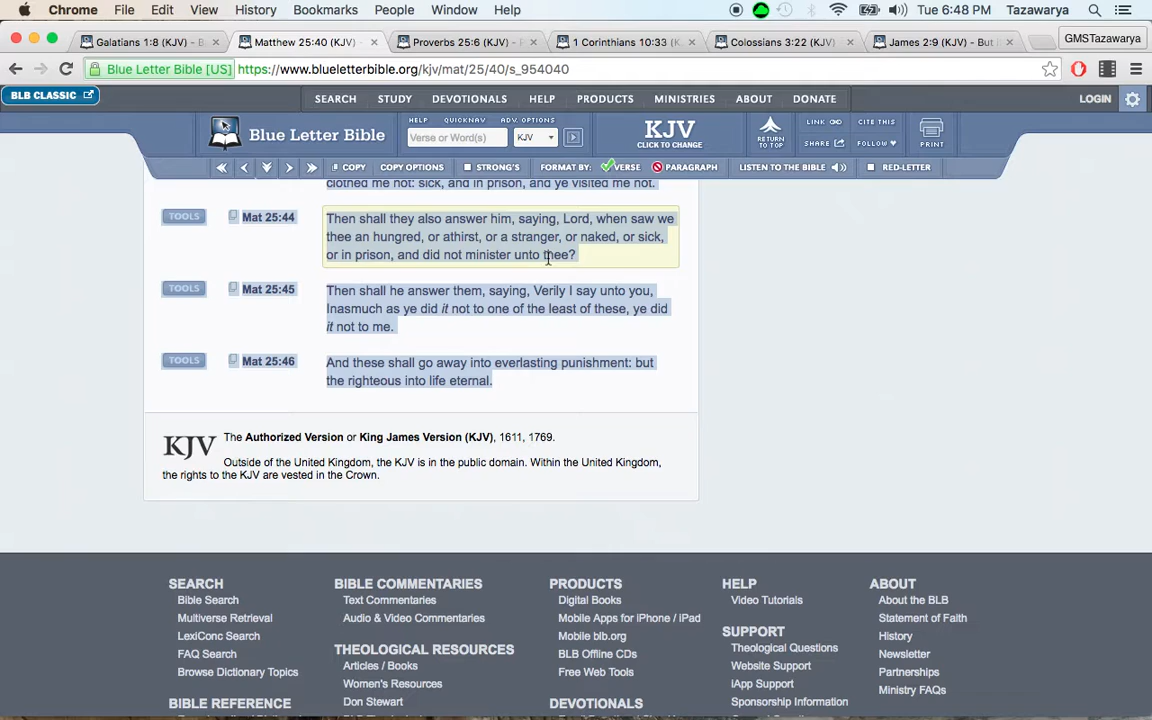 Chrome File Edit View History Bookmarks People Window Help Tue 6:48 PM Tazawarya
Galatians 1:8 (KJV) - B Matthew 25:40 (KJV) - Proverbs 25:6 (KJV) - 1 Corinthians 10:33 (KJV) Colossians 3:22 (KJV) - James 2:9 (KJV) - But i GMSTazawarya
Blue Letter Bible [US] https://www.blueletterbible.org/kjv/mat/25/40/s_954040
BLB CLASSIC SEARCH STUDY DEVOTIONALS HELP PRODUCTS MINISTRIES ABOUT DONATE LOGIN
Blue Letter Bible
HELP QUICKNAV ADV. OPTIONS
Verse or Word(s) KJV
KJV
CLICK TO CHANGE
RETURN
TO TOP
LINK CITE THIS
SHARE FOLLOW
PRINT
COPY COPY OPTIONS STRONG'S FORMAT BY: VERSE PARAGRAPH LISTEN TO THE BIBLE RED-LETTER
clothed me not: sick, and in prison, and ye visited me not.
TOOLS Mat 25:44 Then shall they also answer him, saying, Lord, when saw we
thee an hungred, or athirst, or a stranger, or naked, or sick,
or in prison, and did not minister unto thee?
TOOLS Mat 25:45 Then shall he answer them, saying, Verily I say unto you,
Inasmuch as ye did it not to one of the least of these, ye did
it not to me.
TOOLS Mat 25:46 And these shall go away into everlasting punishment: but
the righteous into life eternal.
KJV The Authorized Version or King James Version (KJV), 1611, 1769.
Outside of the United Kingdom, the KJV is in the public domain. Within the United Kingdom,
the rights to the KJV are vested in the Crown.
SEARCH
Bible Search
Multiverse Retrieval
LexiConc Search
FAQ Search
Browse Dictionary Topics
BIBLE REFERENCE
BIBLE COMMENTARIES
Text Commentaries
Audio & Video Commentaries
THEOLOGICAL RESOURCES
Articles / Books
Women's Resources
Don Stewart
PRODUCTS
Digital Books
Mobile Apps for iPhone / iPad
Mobile blb.org
BLB Offline CDs
Free Web Tools
DEVOTIONALS
HELP
Video Tutorials
SUPPORT
Theological Questions
Website Support
iApp Support
Sponsorship Information
ABOUT
About the BLB
Statement of Faith
History
Newsletter
Partnerships
Ministry FAQs